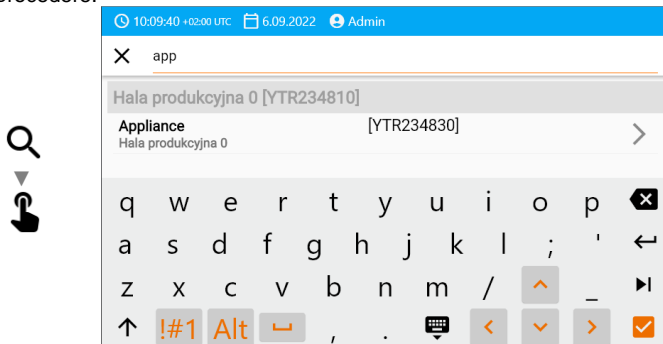 10:09:40 +02:00 UTC 6.09.2022 Admin
app
Hala produkcyjna 0 [YTR234810]
Appliance [YTR234830]
Hala produkcyjna 0
q w e r t y u i o p
a s d f g h j k l ; '
z x c v b n m / _
!#1 Alt , .